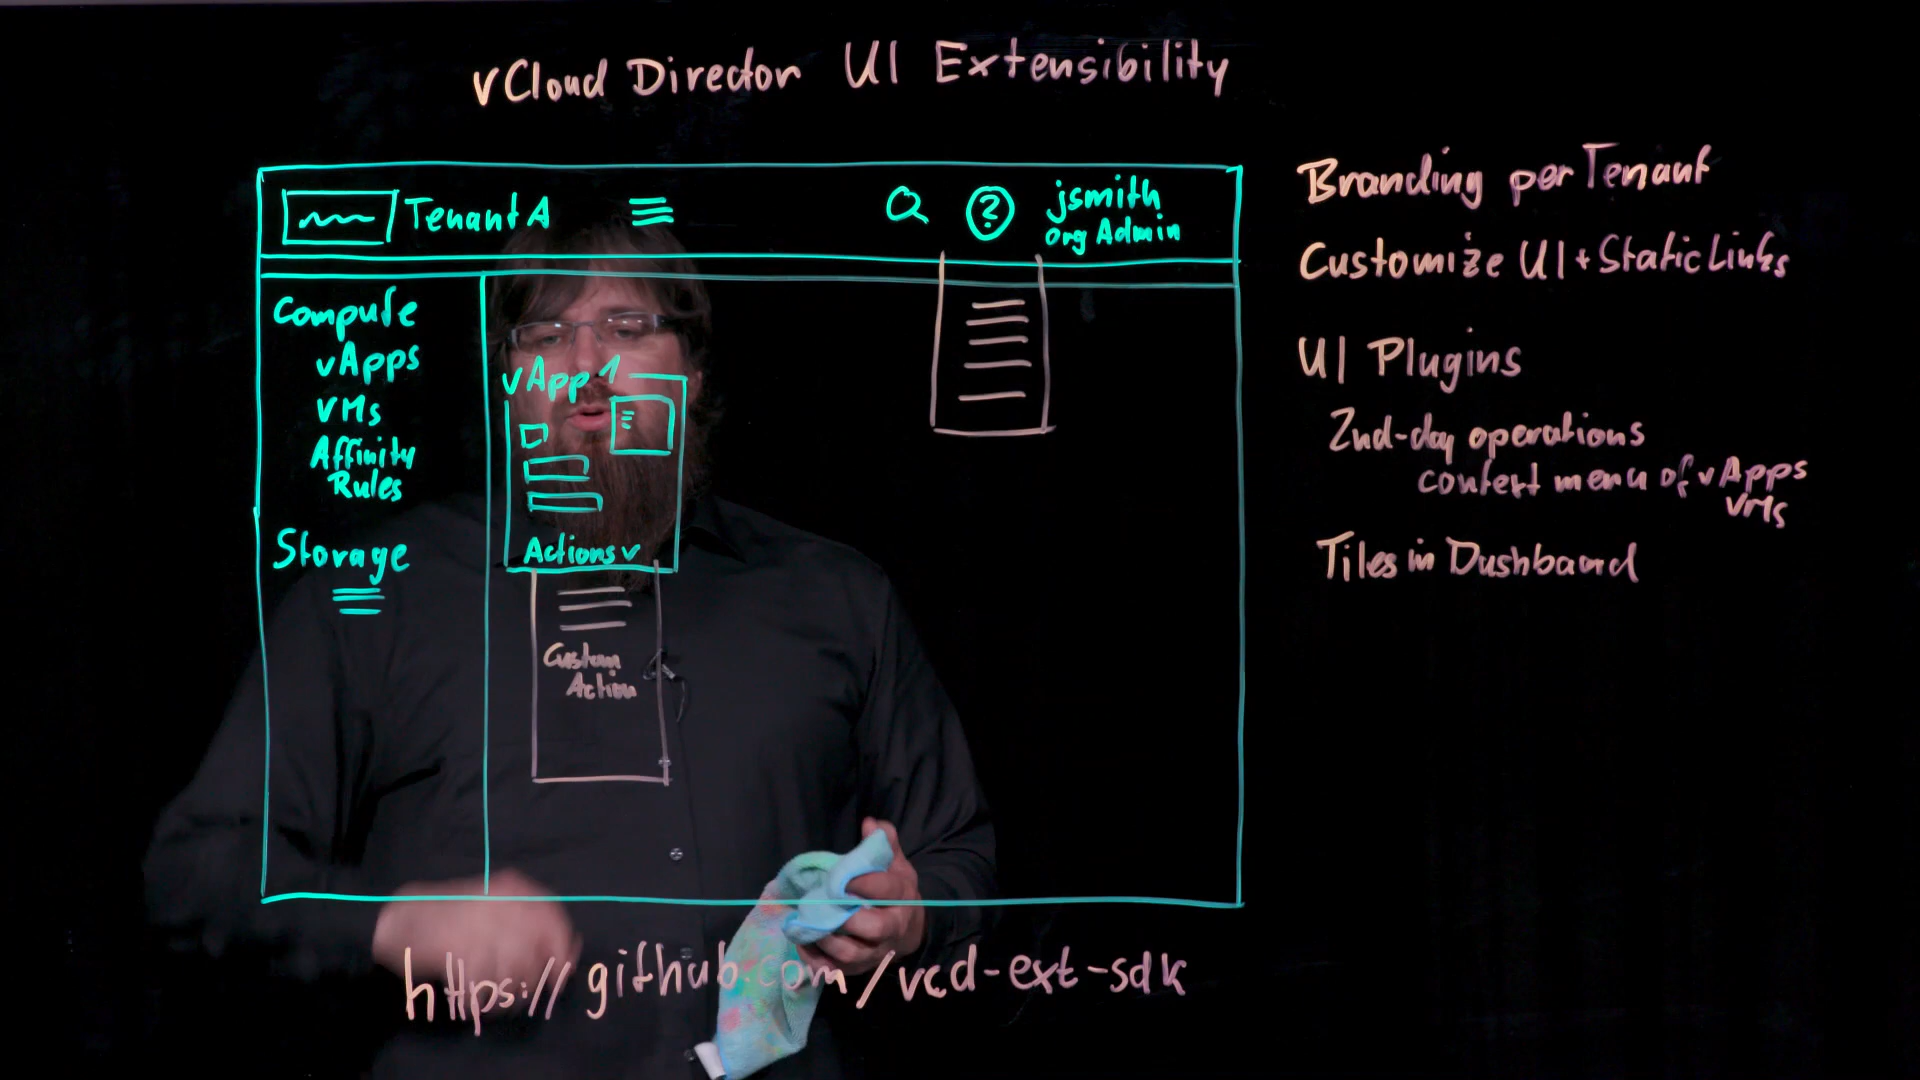 vCloud Director UI Extensibility
Tenant A
?
jsmith
Org Admin
Compute
vApps
VMs
Affinity
Rules
Storage
vApp 1
Actions v
Custom
Action
Branding per Tenant
Customize UI + Static Links
UI Plugins
2nd-day operations
context menu of vApps
VMs
Tiles in Dashboard
https://github.com/vcd-ext-sdk